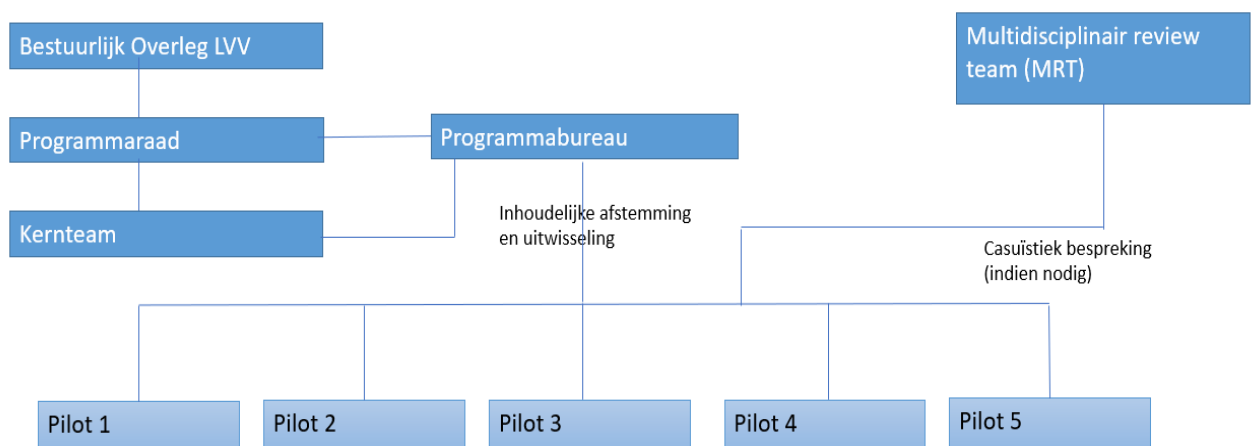 Bestuurlijk Overleg LVV
Multidisciplinair review
team (MRT)
Programmaraad
Programmabureau
Kernteam
Inhoudelijke afstemming
en uitwisseling
Casuïstiek bespreking
(indien nodig)
Pilot 1
Pilot 2
Pilot 3
Pilot 4
Pilot 5